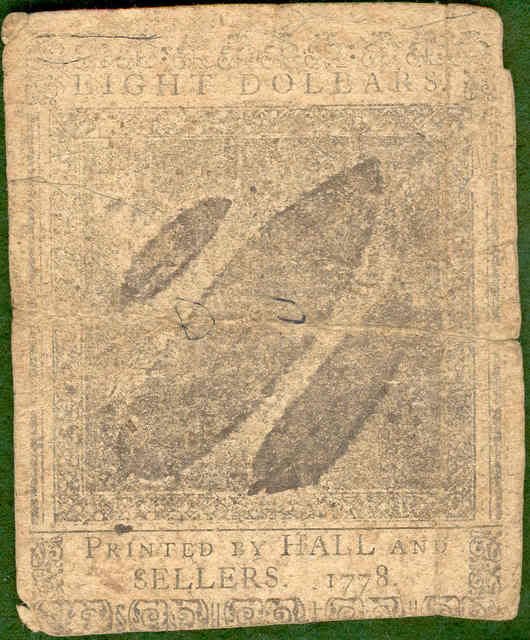 EIGHT DOLLARS.
PRINTED BY HALL AND
SELLERS. 1778.